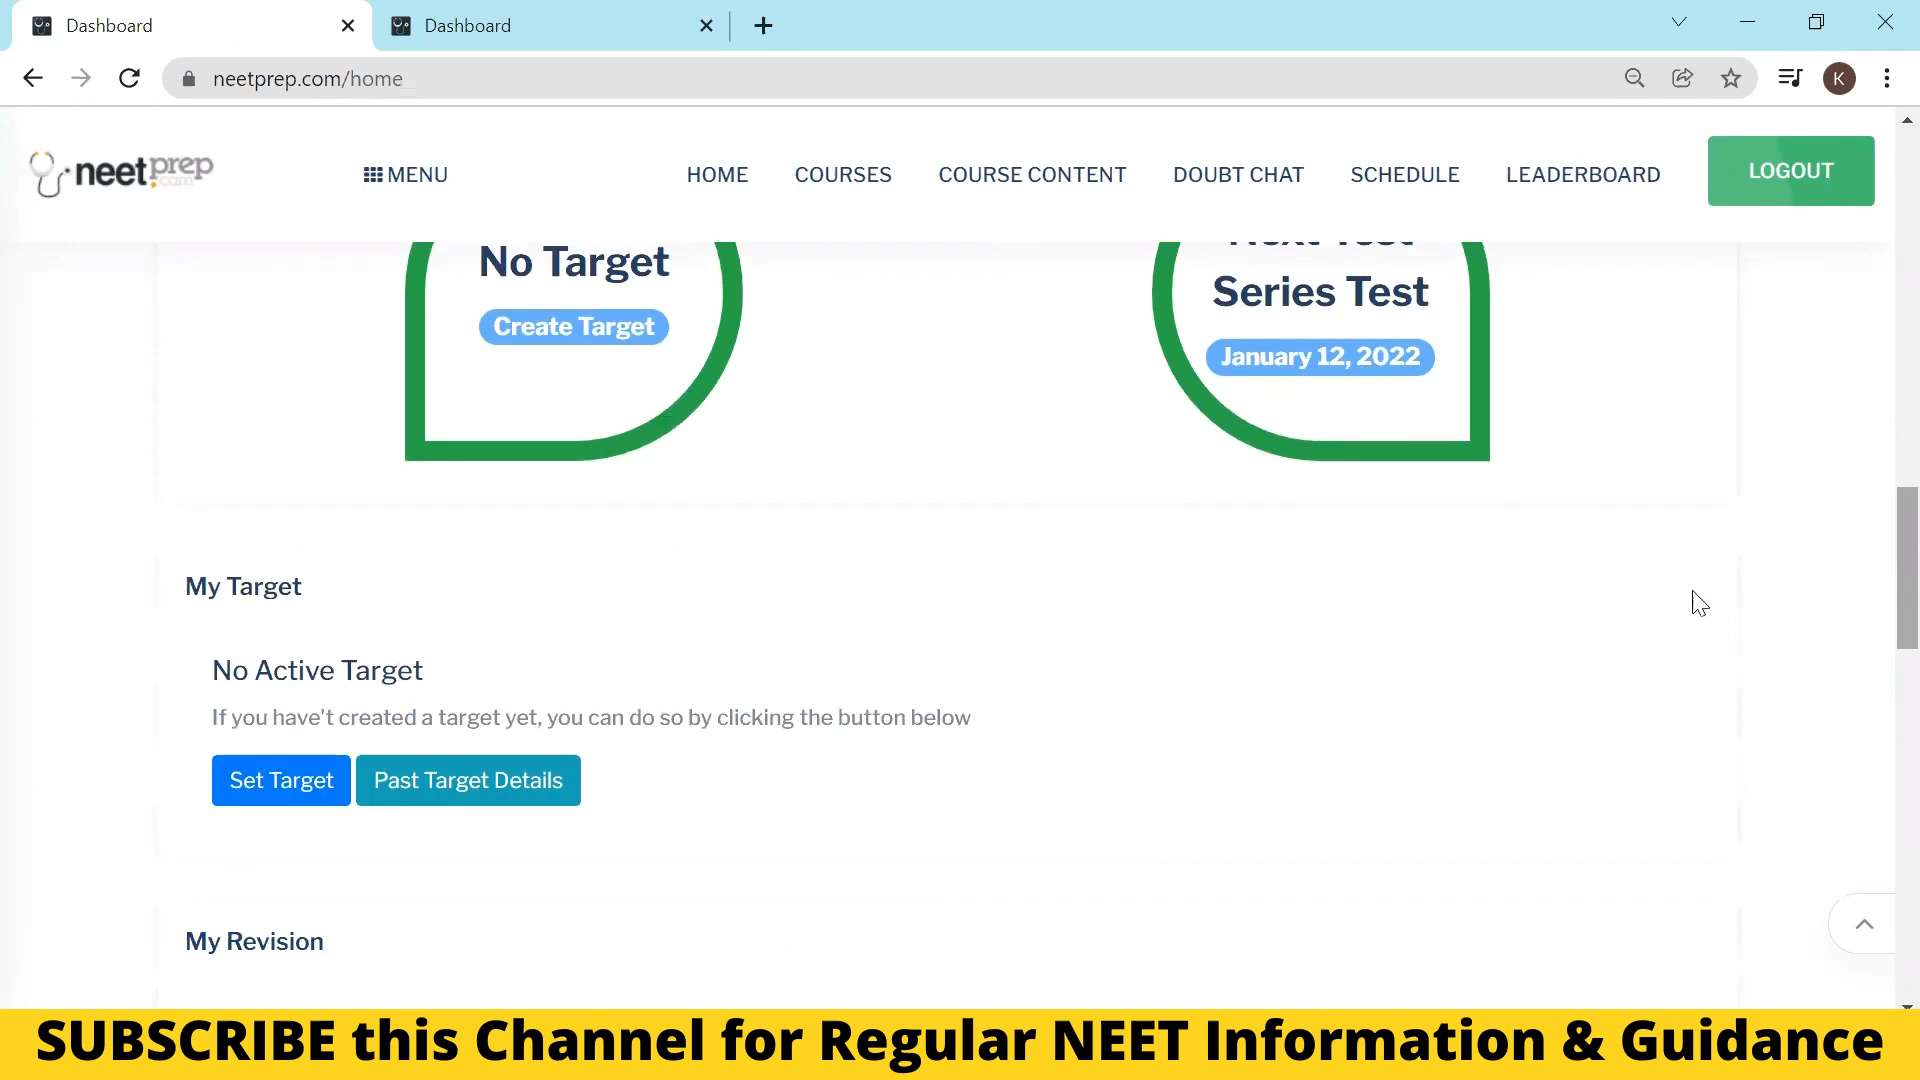 Dashboard
Dashboard
neetprep.com/home
K
neetprep
.com
MENU
HOME
COURSES
COURSE CONTENT
DOUBT CHAT
SCHEDULE
LEADERBOARD
LOGOUT
No Target
Create Target
Next Test
Series Test
January 12, 2022
My Target
No Active Target
If you have't created a target yet, you can do so by clicking the button below
Set Target
Past Target Details
My Revision
SUBSCRIBE this Channel for Regular NEET Information & Guidance